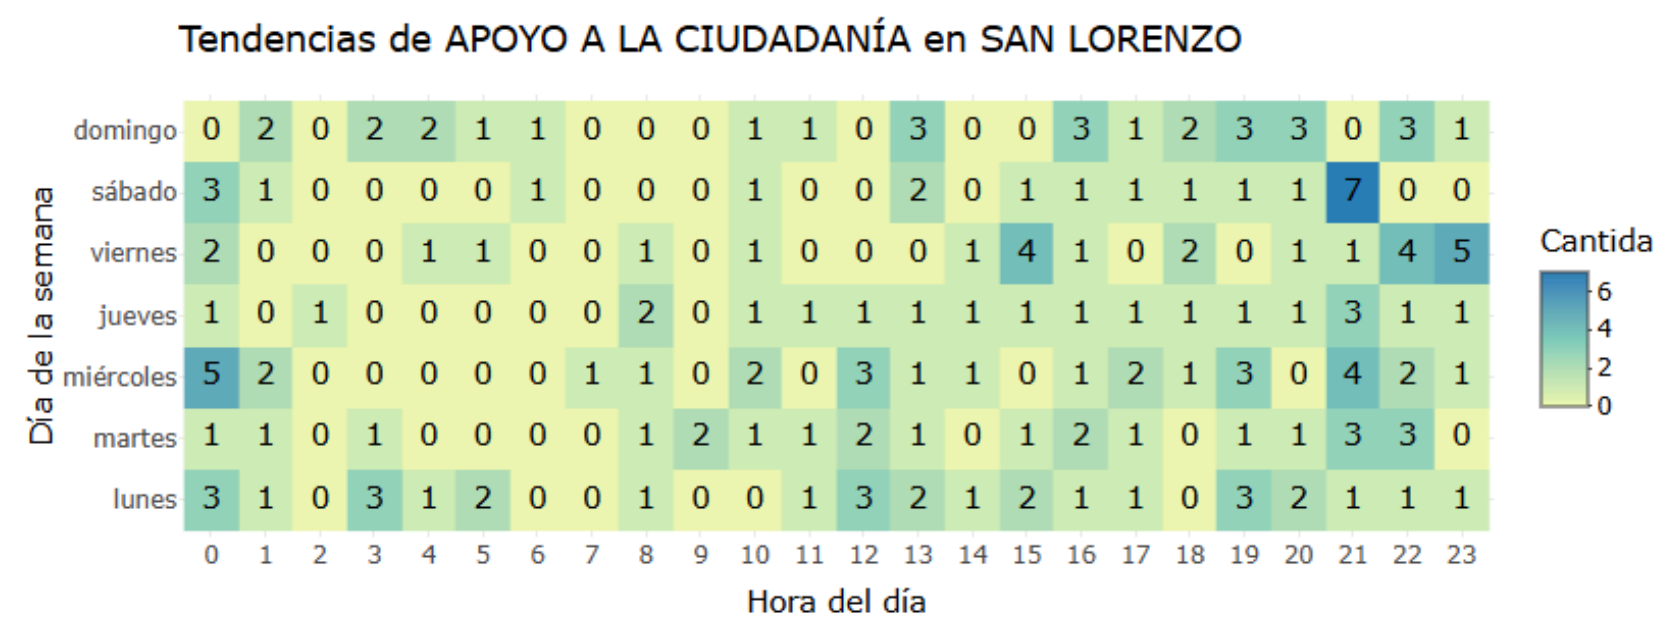 Tendencias de APOYO A LA CIUDADANÍA en SAN LORENZO
domingo 0 2 0 2 2 1 1 0 0 0 1 1 0 3 0 0 3 1 2 3 3 0 3 1
sábado 3 1 0 0 0 0 1 0 0 0 1 0 0 2 0 1 1 1 1 1 1 7 0 0
viernes 2 0 0 0 1 1 0 0 1 0 1 0 0 0 1 4 1 0 2 0 1 1 4 5
jueves 1 0 1 0 0 0 0 0 2 0 1 1 1 1 1 1 1 1 1 1 1 3 1 1
miércoles 5 2 0 0 0 0 0 1 1 0 2 0 3 1 1 0 1 2 1 3 0 4 2 1
martes 1 1 0 1 0 0 0 0 1 2 1 1 2 1 0 1 2 1 0 1 1 3 3 0
lunes 3 1 0 3 1 2 0 0 1 0 0 1 3 2 1 2 1 1 0 3 2 1 1 1
0 1 2 3 4 5 6 7 8 9 10 11 12 13 14 15 16 17 18 19 20 21 22 23
Hora del día
Día de la semana
Cantida
6
4
2
0